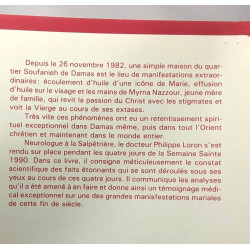 Depuis le 26 novembre 1982, une simple maison du quar-
tier Soufanieh de Damas est le lieu de manifestations extraor-
dinaires : écoulement d'huile d'une icône de Marie, effusion
d'huile sur le visage et les mains de Myrna Nazzour, jeune mère
de famille, qui revit la passion du Christ avec les stigmates et
voit la Vierge au cours de ses extases.
Très vite ces phénomènes ont eu un retentissement spiri-
tuel exceptionnel dans Damas même, puis dans tout l'Orient
chrétien et maintenant dans le monde entier.
Neurologue à la Salpêtrière, le docteur Philippe Loron s'est
rendu sur place pendant les quatre jours de la Semaine Sainte
1990. Dans ce livre, il consigne méticuleusement le constat
scientifique des faits étonnants qui se sont déroulés sous ses
yeux au cours de ces quatre jours. Il communique les analyses
qu'il a été amené à en faire et donne ainsi un témoignage médical
exceptionnel sur une des grandes manifestations mariales
de cette fin de siècle.